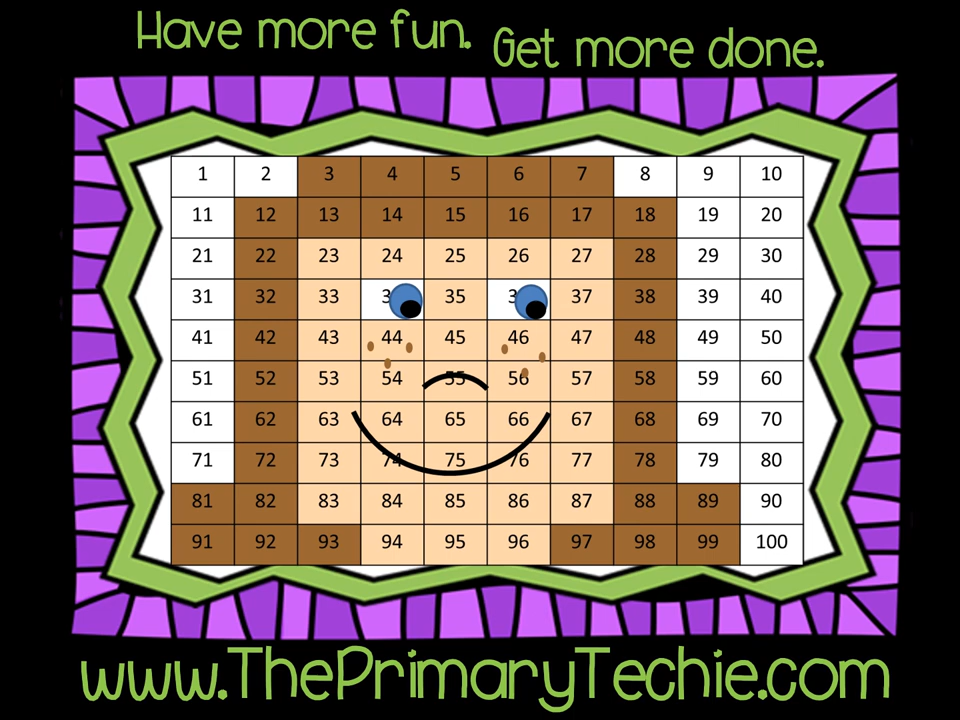 Have more fun. Get more done.
1 2 3 4 5 6 7 8 9 10
11 12 13 14 15 16 17 18 19 20
21 22 23 24 25 26 27 28 29 30
31 32 33 35 37 38 39 40
41 42 43 44 45 46 47 48 49 50
51 52 53 54 55 56 57 58 59 60
61 62 63 64 65 66 67 68 69 70
71 72 73 74 75 76 77 78 79 80
81 82 83 84 85 86 87 88 89 90
91 92 93 94 95 96 97 98 99 100
www.ThePrimaryTechie.com